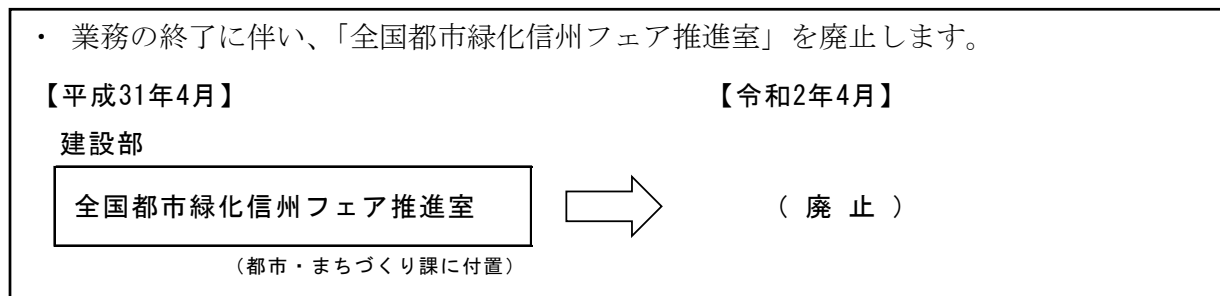 ・ 業務の終了に伴い、「全国都市緑化信州フェア推進室」を廃止します。
【平成31年4月】 【令和2年4月】
建設部
全国都市緑化信州フェア推進室 （ 廃 止 ）
（都市・まちづくり課に付置）